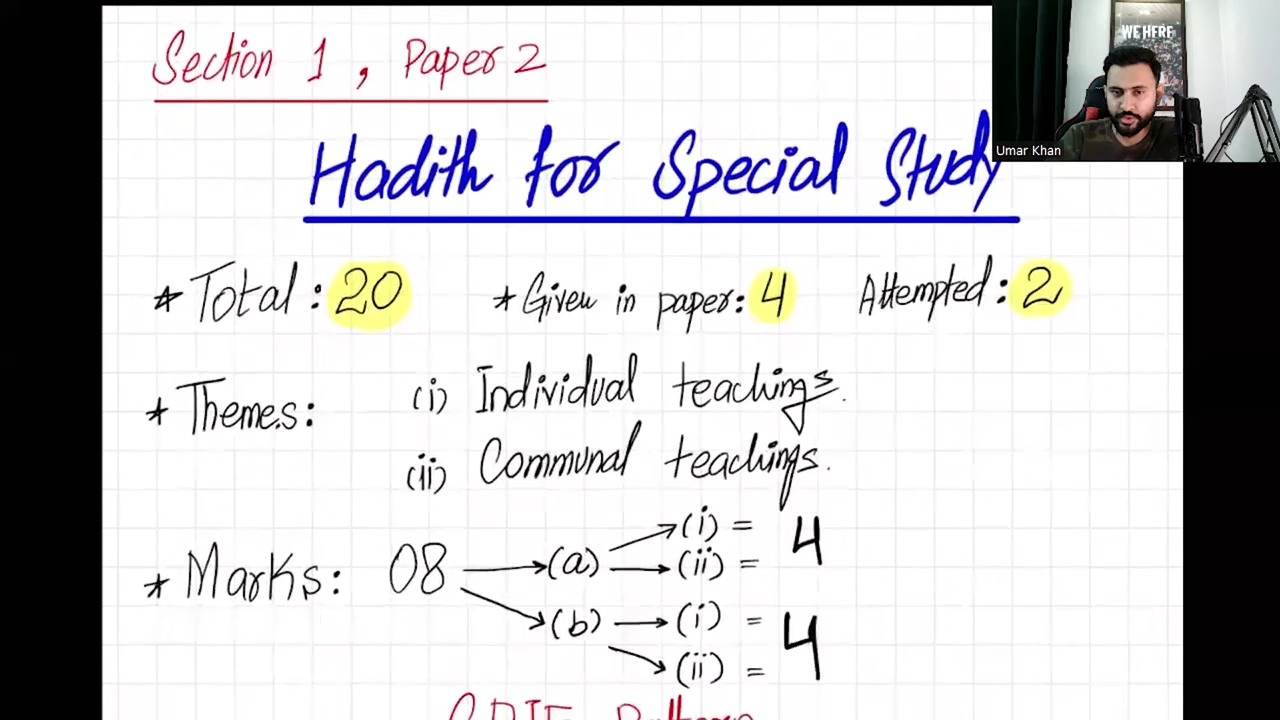 Section 1, Paper 2
WE HERE
Umar Khan
Hadith for Special Study
* Total: 20 * Given in paper: 4 Attempted: 2
* Themes: (i) Individual teachings.
(ii) Communal teachings.
* Marks: 08 → (a) → (i) = 4
→ (ii) =
→ (b) → (i) = 4
→ (ii) =